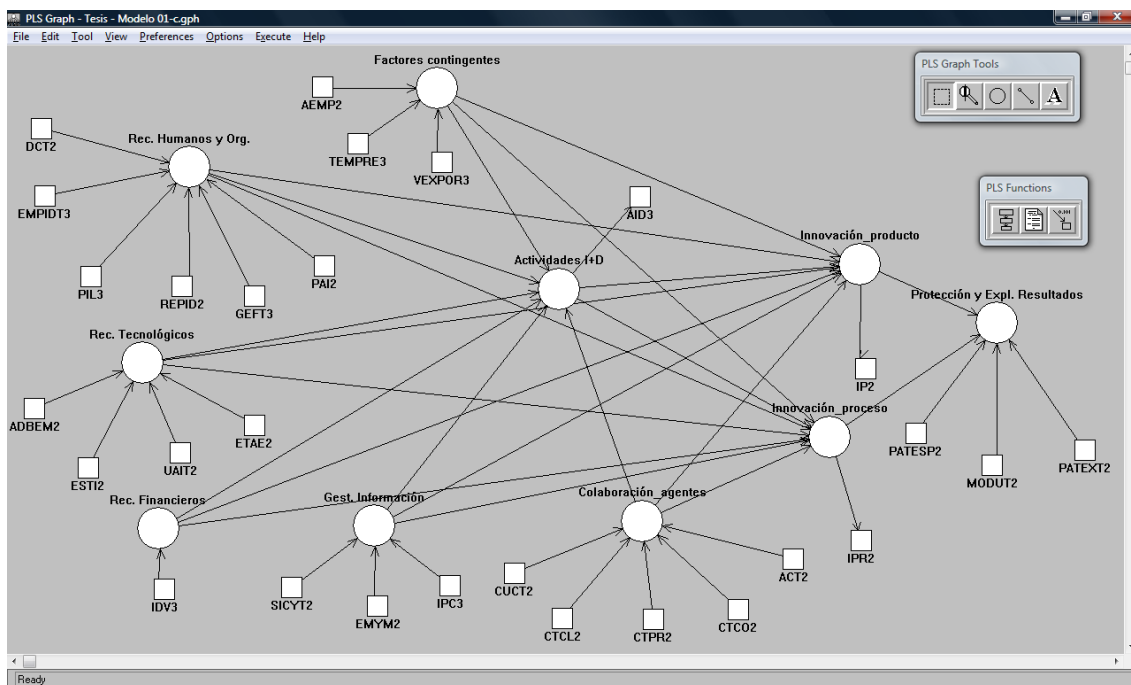 PLS Graph - Tesis - Modelo 01-c.gph
File Edit Tool View Preferences Options Execute Help
Factores contingentes
PLS Graph Tools
A
AEMP2
DCT2
Rec. Humanos y Org.
TEMPRE3
VEXPOR3
PLS Functions
0.101
EMPIDT3
AID3
Innovación_producto
Actividades I+D
PIL3
REPID2
GEFT3
PAI2
Protección y Expl. Resultados
Rec. Tecnológicos
IP2
Innovación_proceso
ADBEM2
ESTI2
UAIT2
ETAE2
PATESP2
MODUT2
PATEXT2
Rec. Financieros
Gest. Información
Colaboración_agentes
IPR2
IDV3
SICYT2
EMYM2
IPC3
CUCT2
CTCL2
CTPR2
CTCO2
ACT2
Ready